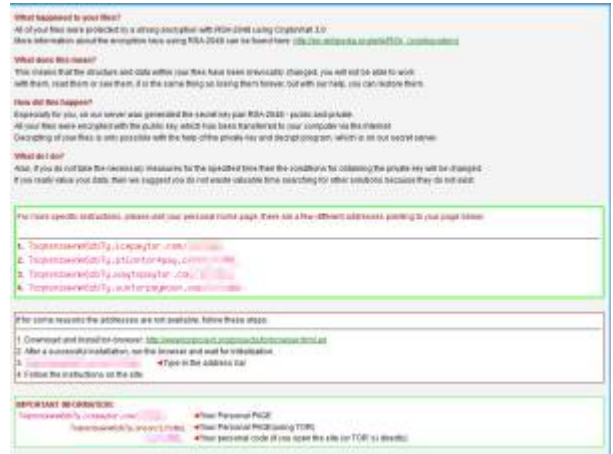 What happened to your files?
All of your files were protected by a strong encryption with RSA-2048 using CryptoWall 3.0
More information about the encryption keys using RSA-2048 can be found here:
What does this mean?
This means that the structure and data within your files have been irrevocably changed, you will not be able to work
with them, read them or see them, it is the same thing as losing them forever, but with our help, you can restore them.
How did this happen?
Especially for you, on our server was generated the secret key pair RSA-2048 - public and private.
All your files were encrypted with the public key, which has been transferred to your computer via the Internet.
Decrypting of your files is only possible with the help of the private key and decrypt program, which is on our secret server.
What do I do?
Alas, if you do not take the necessary measures for the specified time then the conditions for obtaining the private key will be changed
If you really value your data, then we suggest you do not waste valuable time searching for other solutions because they do not exist.
For more specific instructions, please visit your personal home page, there are a few different addresses pointing to your page below:
1.
2.
3.
4.
If for some reasons the addresses are not available, follow these steps:
1. Download and install tor-browser:
2. After a successful installation, run the browser and wait for initialization.
3. ◄Type in the address bar
4. Follow the instructions on the site.
IMPORTANT INFORMATION:
◄Your Personal PAGE
◄Your Personal PAGE(using TOR)
◄Your personal code (if you open the site (or TOR 's) directly)